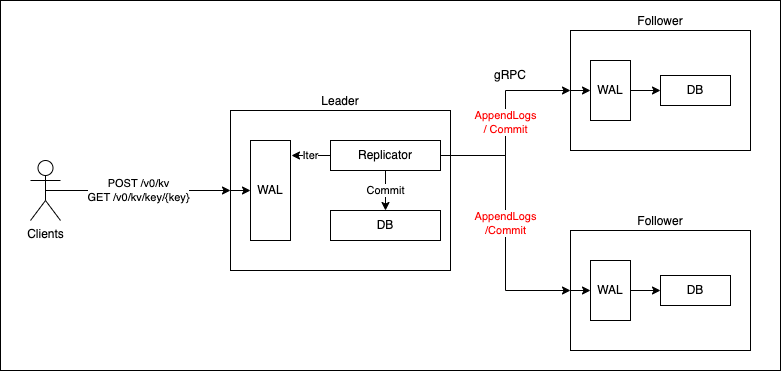 Follower
gRPC
WAL
DB
Leader
AppendLogs
/ Commit
Iter
Replicator
WAL
POST /v0/kv
GET /v0/kv/key/{key}
Commit
DB
Clients
Follower
AppendLogs
/Commit
WAL
DB